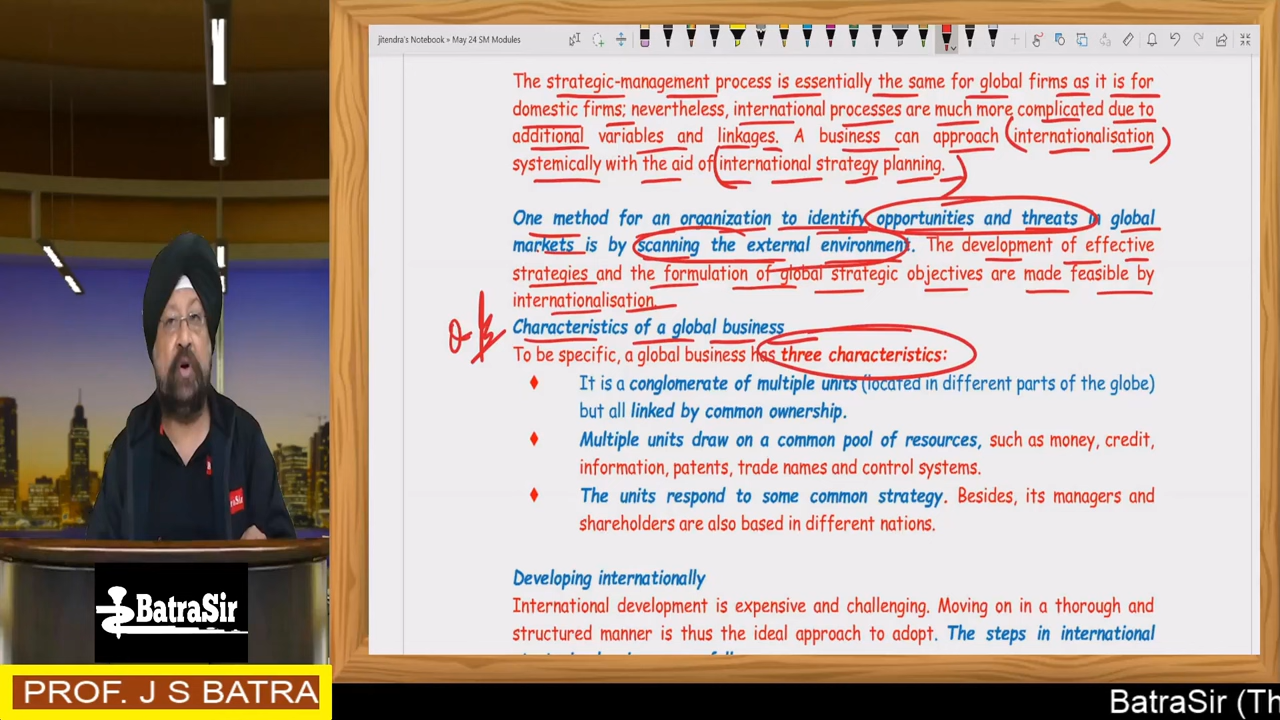 jitendra's Notebook » May 24 SM Modules
The strategic-management process is essentially the same for global firms as it is for
domestic firms; nevertheless, international processes are much more complicated due to
additional variables and linkages. A business can approach internationalisation
systemically with the aid of international strategy planning.
One method for an organization to identify opportunities and threats in global
markets is by scanning the external environment. The development of effective
strategies and the formulation of global strategic objectives are made feasible by
internationalisation.
Characteristics of a global business
To be specific, a global business has three characteristics:
It is a conglomerate of multiple units (located in different parts of the globe)
but all linked by common ownership.
Multiple units draw on a common pool of resources, such as money, credit,
information, patents, trade names and control systems.
The units respond to some common strategy. Besides, its managers and
shareholders are also based in different nations.
Developing internationally
International development is expensive and challenging. Moving on in a thorough and
structured manner is thus the ideal approach to adopt. The steps in international
BatraSir
PROF. J S BATRA
BatraSir (Th